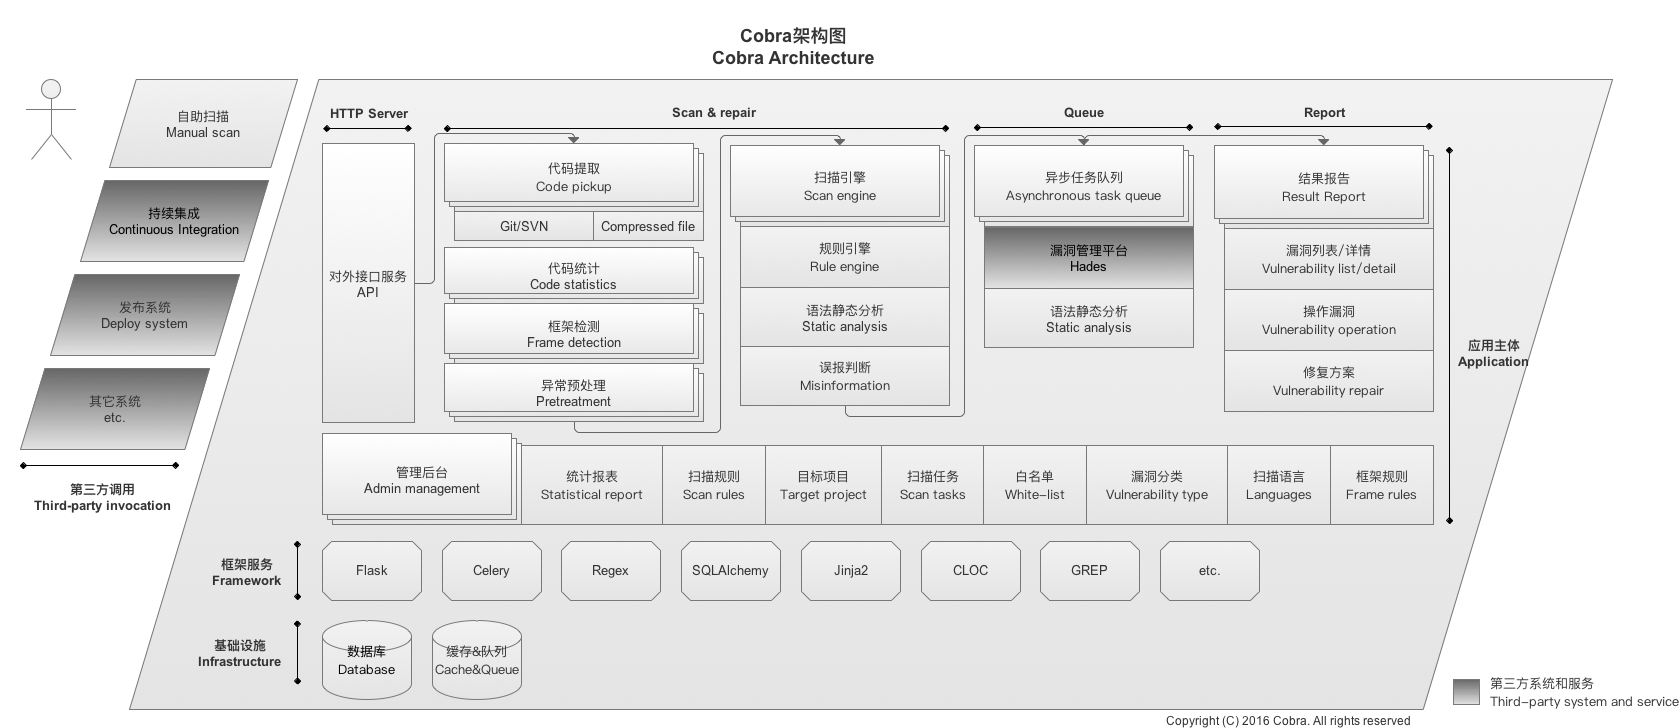 Cobra架构图
Cobra Architecture
自助扫描
Manual scan
持续集成
Continuous Integration
发布系统
Deploy system
其它系统
etc.
第三方调用
Third-party invocation
HTTP Server
对外接口服务
API
Scan & repair
代码提取
Code pickup
Git/SVN
Compressed file
代码统计
Code statistics
框架检测
Frame detection
异常预处理
Pretreatment
扫描引擎
Scan engine
规则引擎
Rule engine
语法静态分析
Static analysis
误报判断
Misinformation
Queue
异步任务队列
Asynchronous task queue
漏洞管理平台
Hades
语法静态分析
Static analysis
Report
结果报告
Result Report
漏洞列表/详情
Vulnerability list/detail
操作漏洞
Vulnerability operation
修复方案
Vulnerability repair
应用主体
Application
管理后台
Admin management
统计报表
Statistical report
扫描规则
Scan rules
目标项目
Target project
扫描任务
Scan tasks
白名单
White-list
漏洞分类
Vulnerability type
扫描语言
Languages
框架规则
Frame rules
框架服务
Framework
Flask
Celery
Regex
SQLAlchemy
Jinja2
CLOC
GREP
etc.
基础设施
Infrastructure
数据库
Database
缓存&队列
Cache&Queue
第三方系统和服务
Third-party system and service
Copyright (C) 2016 Cobra. All rights reserved